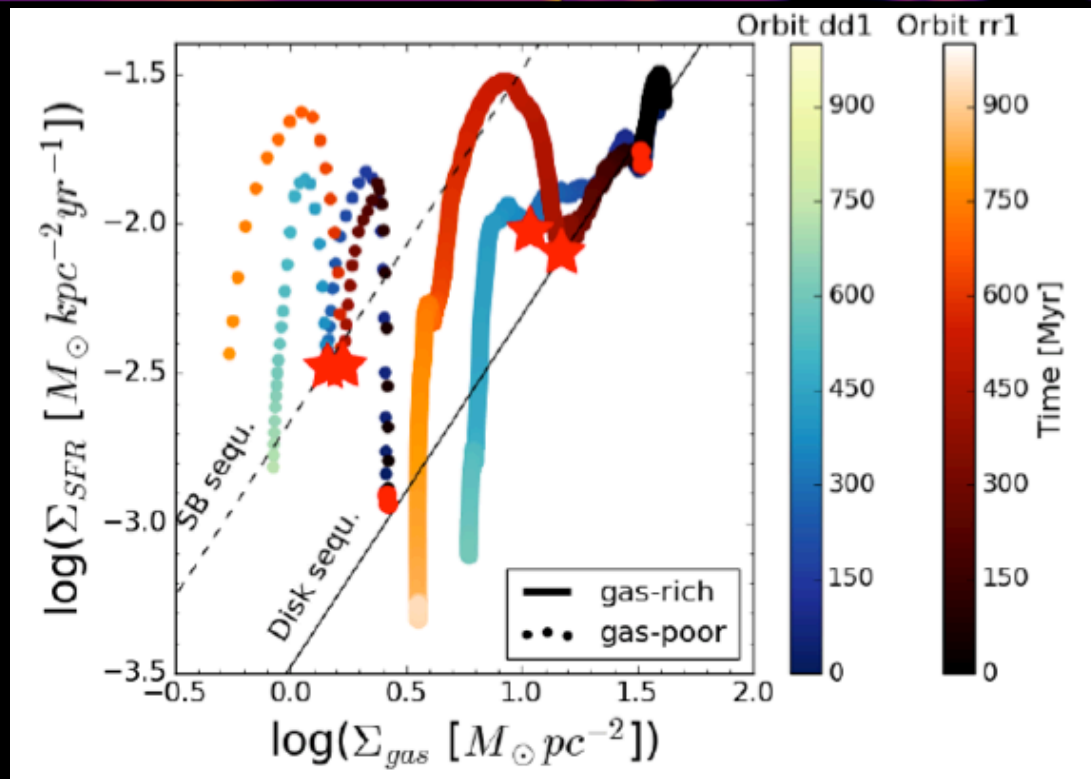 Orbit dd1 Orbit rr1
log(Σ_SFR [M_⊙ kpc^−2 yr^−1])
−1.5
−2.0
−2.5
−3.0
−3.5
SB sequ.
Disk sequ.
gas-rich
gas-poor
−0.5 0.0 0.5 1.0 1.5 2.0
log(Σ_gas [M_⊙ pc^−2])
900
750
600
450
300
150
0
900
750
600
450
300
150
0
Time [Myr]